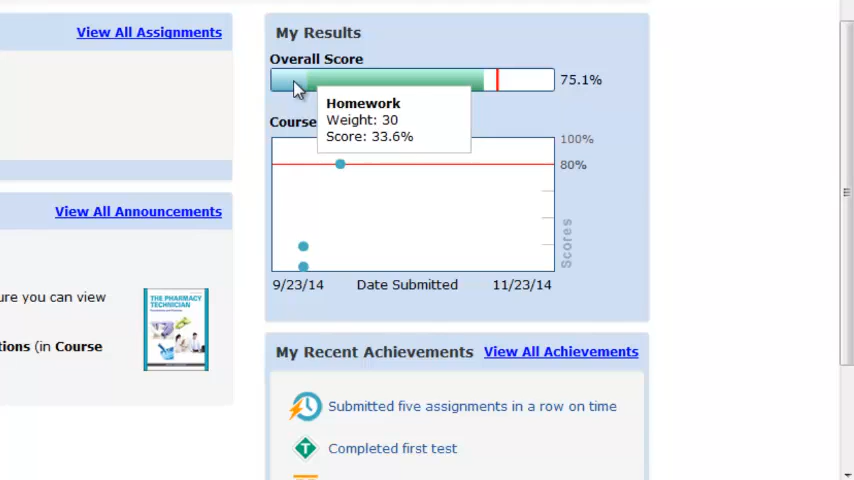 View All Assignments
My Results
Overall Score
75.1%
Homework
Weight: 30
Score: 33.6%
Course
100%
80%
Scores
9/23/14 Date Submitted 11/23/14
View All Announcements
ure you can view
tions (in Course
THE PHARMACY
TECHNICIAN
My Recent Achievements View All Achievements
Submitted five assignments in a row on time
T
Completed first test